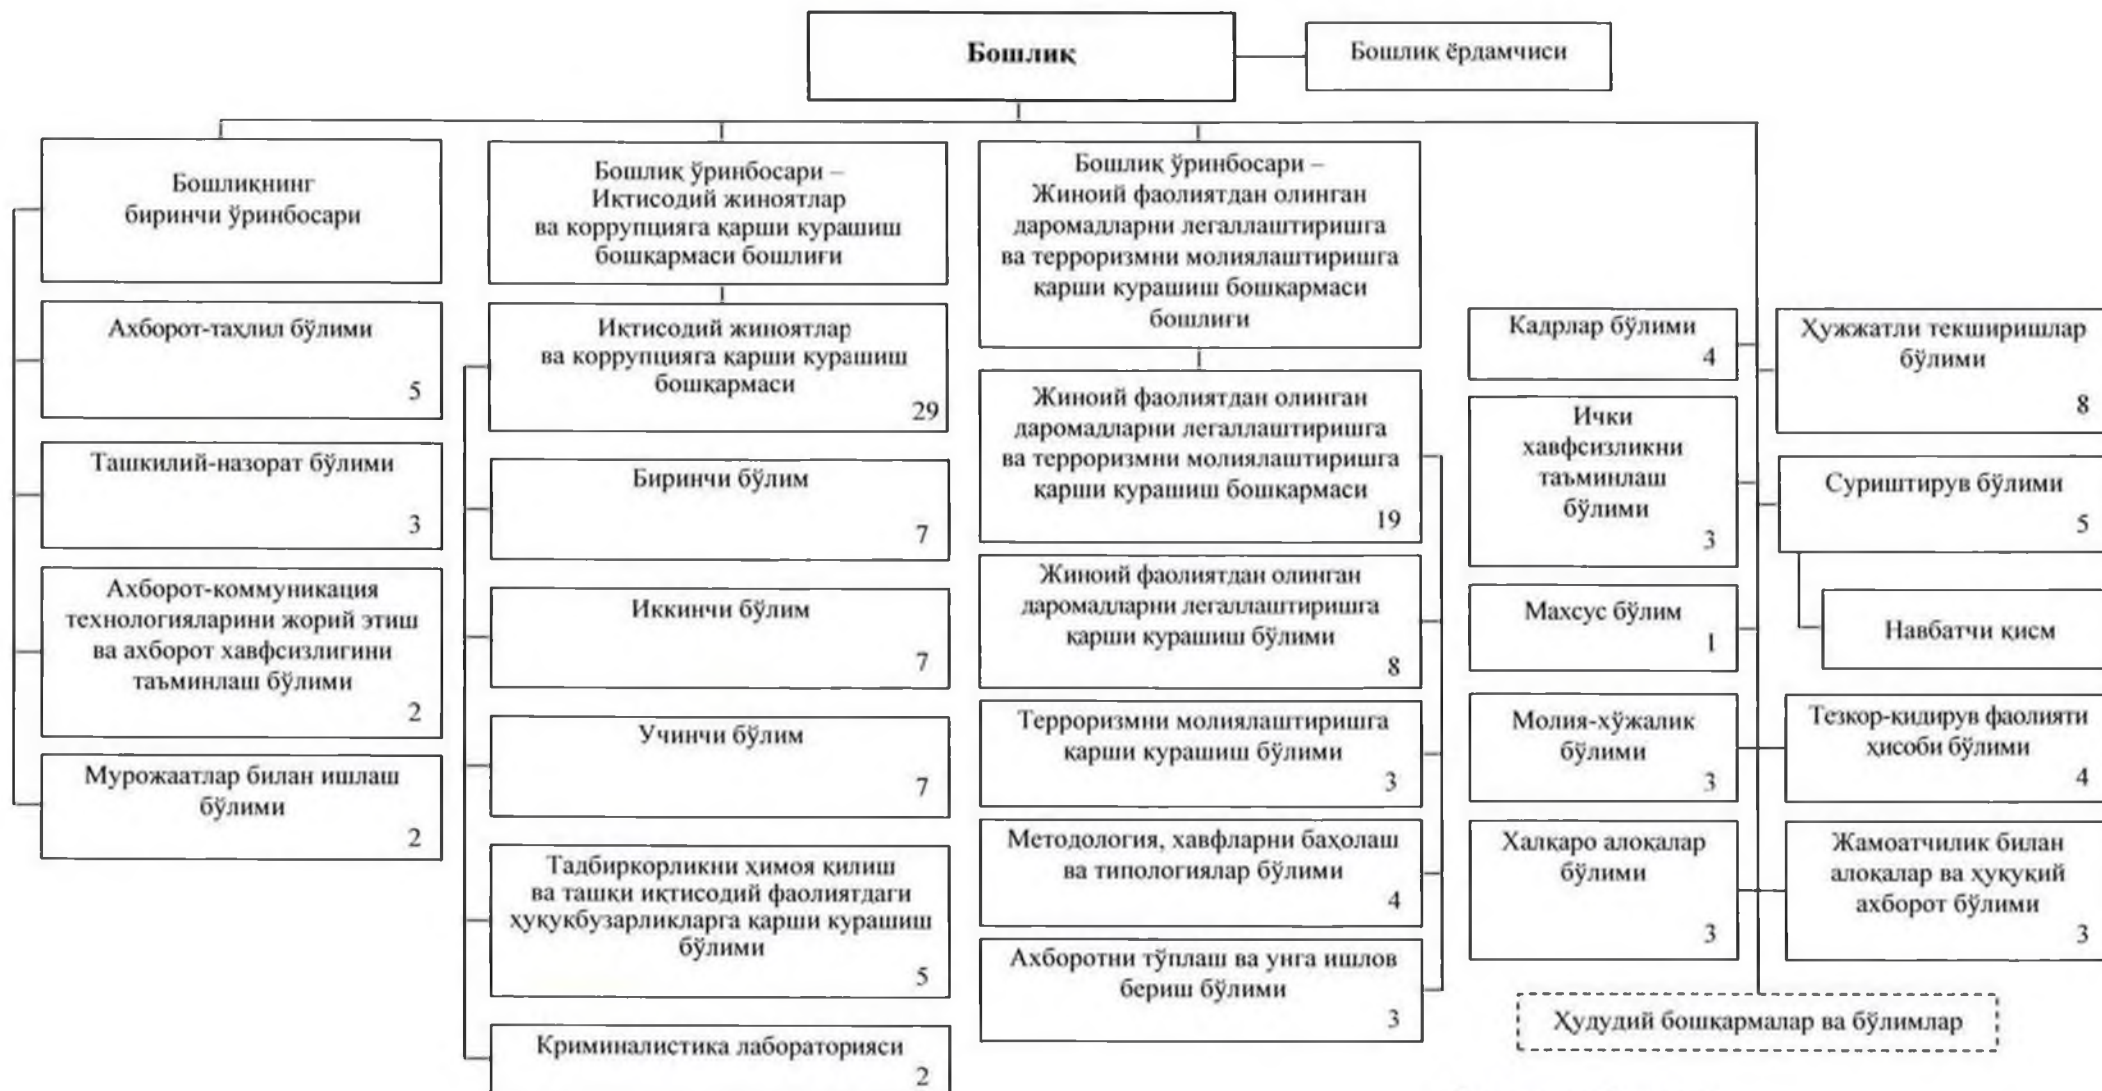 Бошлиқ
Бошлиқ ёрдамчиси
Бошлиқнинг
биринчи ўринбосари
Ахборот-таҳлил бўлими
5
Ташкилий-назорат бўлими
3
Ахборот-коммуникация
технологияларини жорий этиш
ва ахборот хавфсизлигини
таъминлаш бўлими
2
Мурожаатлар билан ишлаш
бўлими
2
Бошлиқ ўринбосари –
Иқтисодий жиноятлар
ва коррупцияга қарши курашиш
бошқармаси бошлиғи
Иқтисодий жиноятлар
ва коррупцияга қарши курашиш
бошқармаси
29
Биринчи бўлим
7
Иккинчи бўлим
7
Учинчи бўлим
7
Тадбиркорликни ҳимоя қилиш
ва ташқи иқтисодий фаолиятдаги
ҳуқуқбузарликларга қарши курашиш
бўлими
5
Криминалистика лабораторияси
2
Бошлиқ ўринбосари –
Жиноий фаолиятдан олинган
даромадларни легаллаштиришга
ва терроризмни молиялаштиришга
қарши курашиш бошқармаси
бошлиғи
Жиноий фаолиятдан олинган
даромадларни легаллаштиришга
ва терроризмни молиялаштиришга
қарши курашиш бошқармаси
19
Жиноий фаолиятдан олинган
даромадларни легаллаштиришга
қарши курашиш бўлими
8
Терроризмни молиялаштиришга
қарши курашиш бўлими
3
Методология, хавфларни баҳолаш
ва типологиялар бўлими
4
Ахборотни тўплаш ва унга ишлов
бериш бўлими
3
Кадрлар бўлими
4
Ички
хавфсизликни
таъминлаш
бўлими
3
Махсус бўлим
1
Молия-хўжалик
бўлими
3
Халқаро алоқалар
бўлими
3
Ҳужжатли текширишлар
бўлими
8
Суриштирув бўлими
5
Навбатчи қисм
Тезкор-қидирув фаолияти
ҳисоби бўлими
4
Жамоатчилик билан
алоқалар ва ҳуқуқий
ахборот бўлими
3
Ҳудудий бошқармалар ва бўлимлар